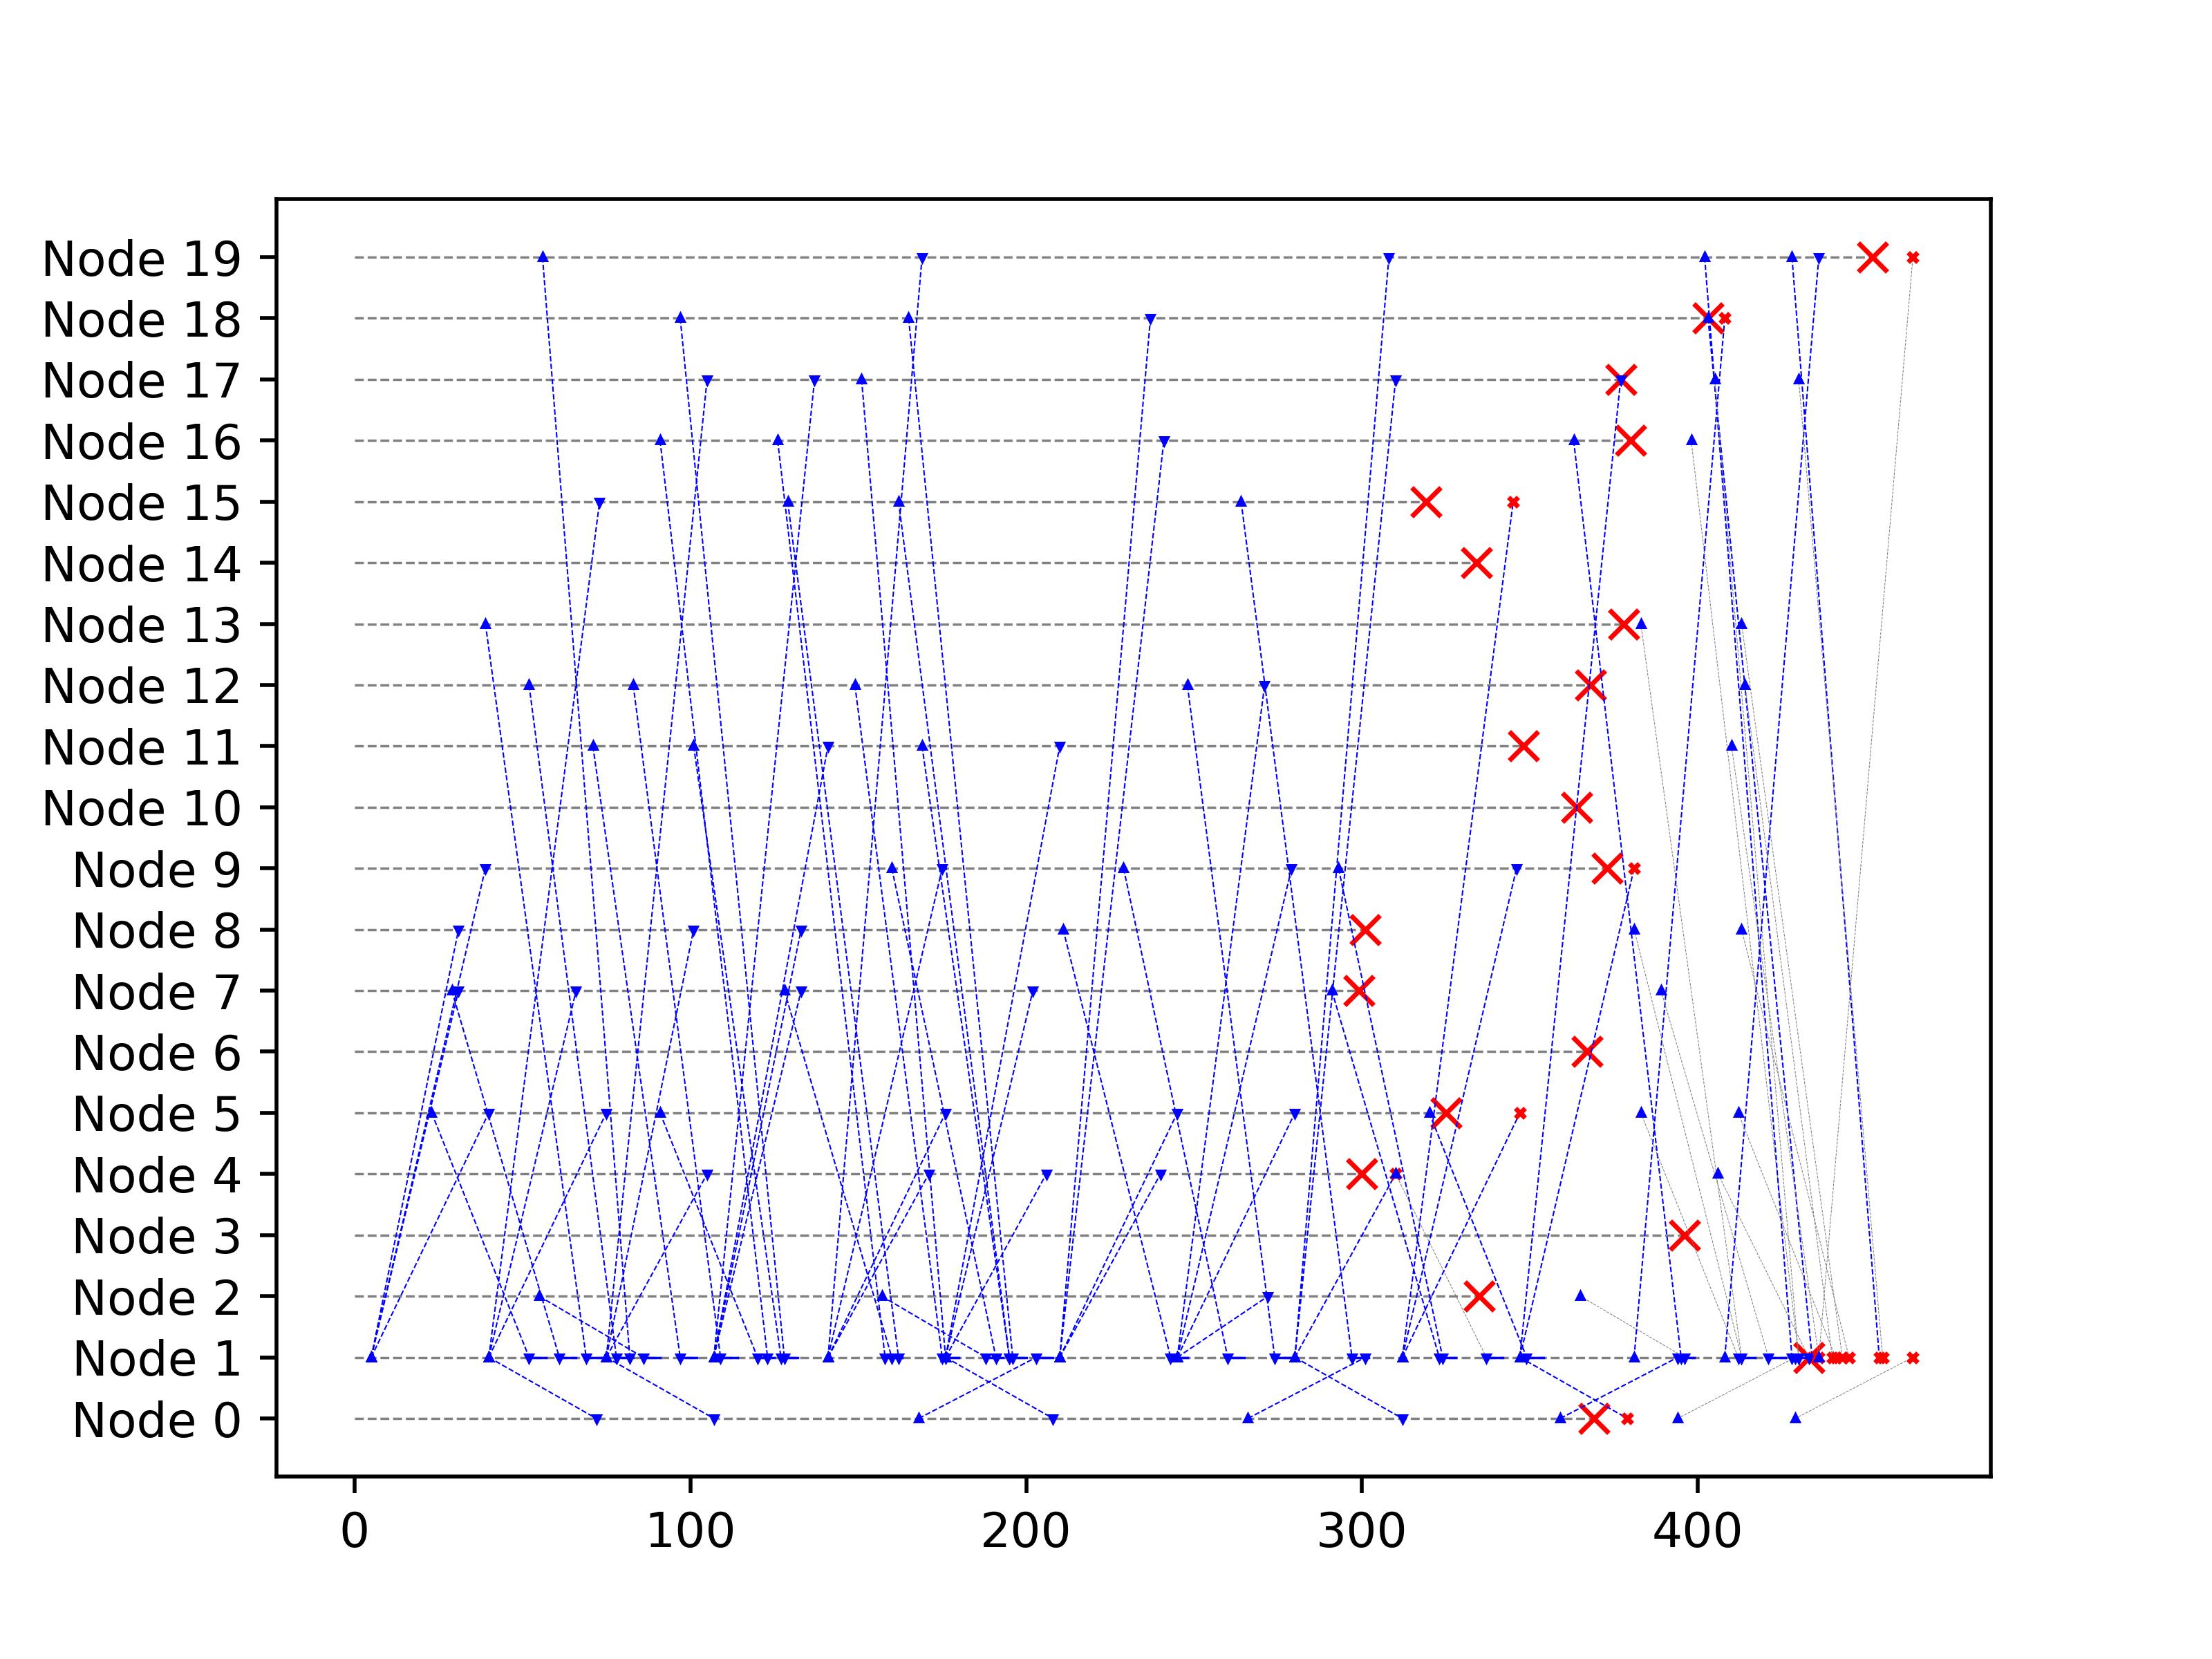 Node 19
Node 18
Node 17
Node 16
Node 15
Node 14
Node 13
Node 12
Node 11
Node 10
Node 9
Node 8
Node 7
Node 6
Node 5
Node 4
Node 3
Node 2
Node 1
Node 0
0 100 200 300 400